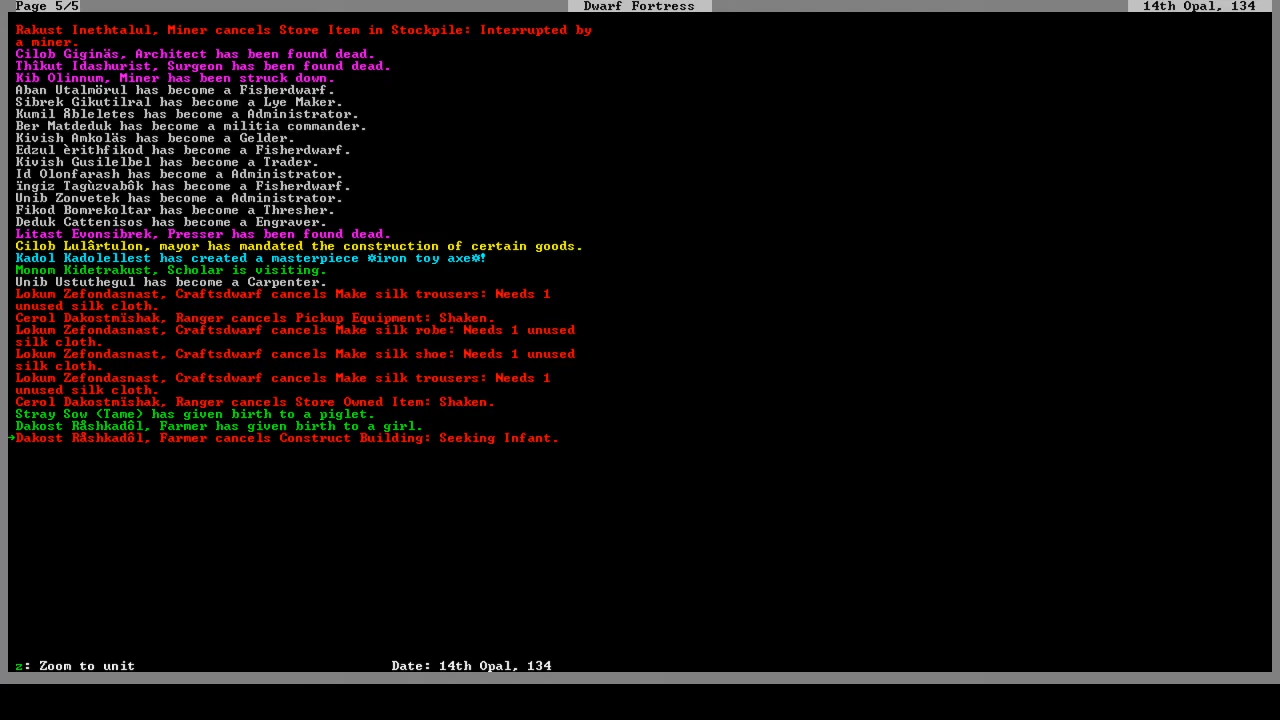 Page 5/5 Dwarf Fortress 14th Opal, 134
Rakust Inethtalul, Miner cancels Store Item in Stockpile: Interrupted by
a miner.
Cilob Giginäs, Architect has been found dead.
Thîkut Idashurist, Surgeon has been found dead.
Kib Olinnum, Miner has been struck down.
Aban Utalmörul has become a Fisherdwarf.
Sibrek Gikutilral has become a Lye Maker.
Kumil Åbleletes has become a Administrator.
Ber Matdeduk has become a militia commander.
Kivish Amkoläs has become a Gelder.
Edzul èrithfikod has become a Fisherdwarf.
Kivish Gusilelbel has become a Trader.
Id Olonfarash has become a Administrator.
ïngiz Tagùzvabôk has become a Fisherdwarf.
Unib Zonvetek has become a Administrator.
Fikod Bomrekoltar has become a Thresher.
Deduk Cattenisos has become a Engraver.
Litast Evonsibrek, Presser has been found dead.
Cilob Lulârtulon, mayor has mandated the construction of certain goods.
Kadol Kadolellest has created a masterpiece ☼iron toy axe☼!
Monom Kidetrakust, Scholar is visiting.
Unib Ustuthegul has become a Carpenter.
Lokum Zefondasnast, Craftsdwarf cancels Make silk trousers: Needs 1
unused silk cloth.
Cerol Dakostmïshak, Ranger cancels Pickup Equipment: Shaken.
Lokum Zefondasnast, Craftsdwarf cancels Make silk robe: Needs 1 unused
silk cloth.
Lokum Zefondasnast, Craftsdwarf cancels Make silk shoe: Needs 1 unused
silk cloth.
Lokum Zefondasnast, Craftsdwarf cancels Make silk trousers: Needs 1
unused silk cloth.
Cerol Dakostmïshak, Ranger cancels Store Owned Item: Shaken.
Stray Sow (Tame) has given birth to a piglet.
Dakost Råshkadôl, Farmer has given birth to a girl.
→Dakost Råshkadôl, Farmer cancels Construct Building: Seeking Infant.
z: Zoom to unit Date: 14th Opal, 134